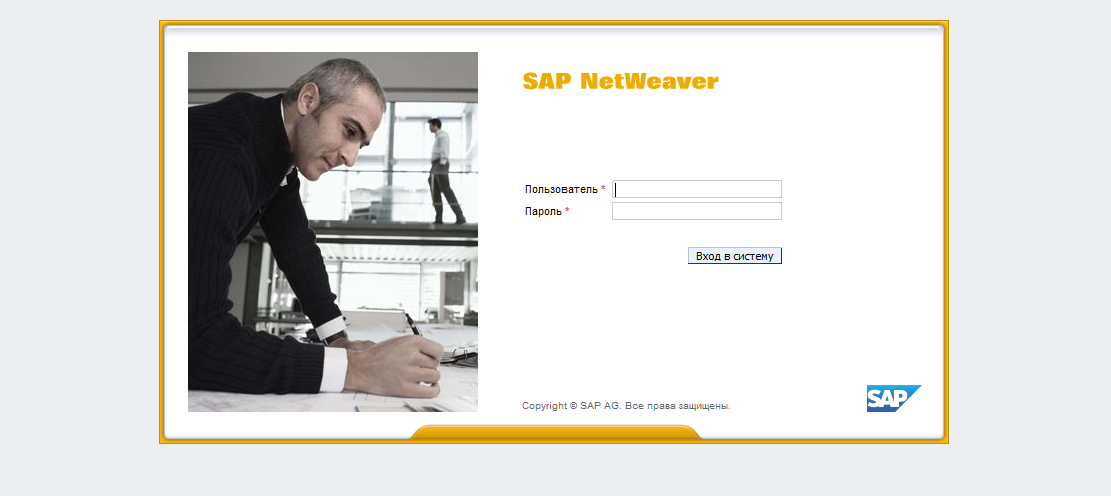 SAP NetWeaver
Пользователь *
Пароль *
Вход в систему
Copyright © SAP AG. Все права защищены.
SAP